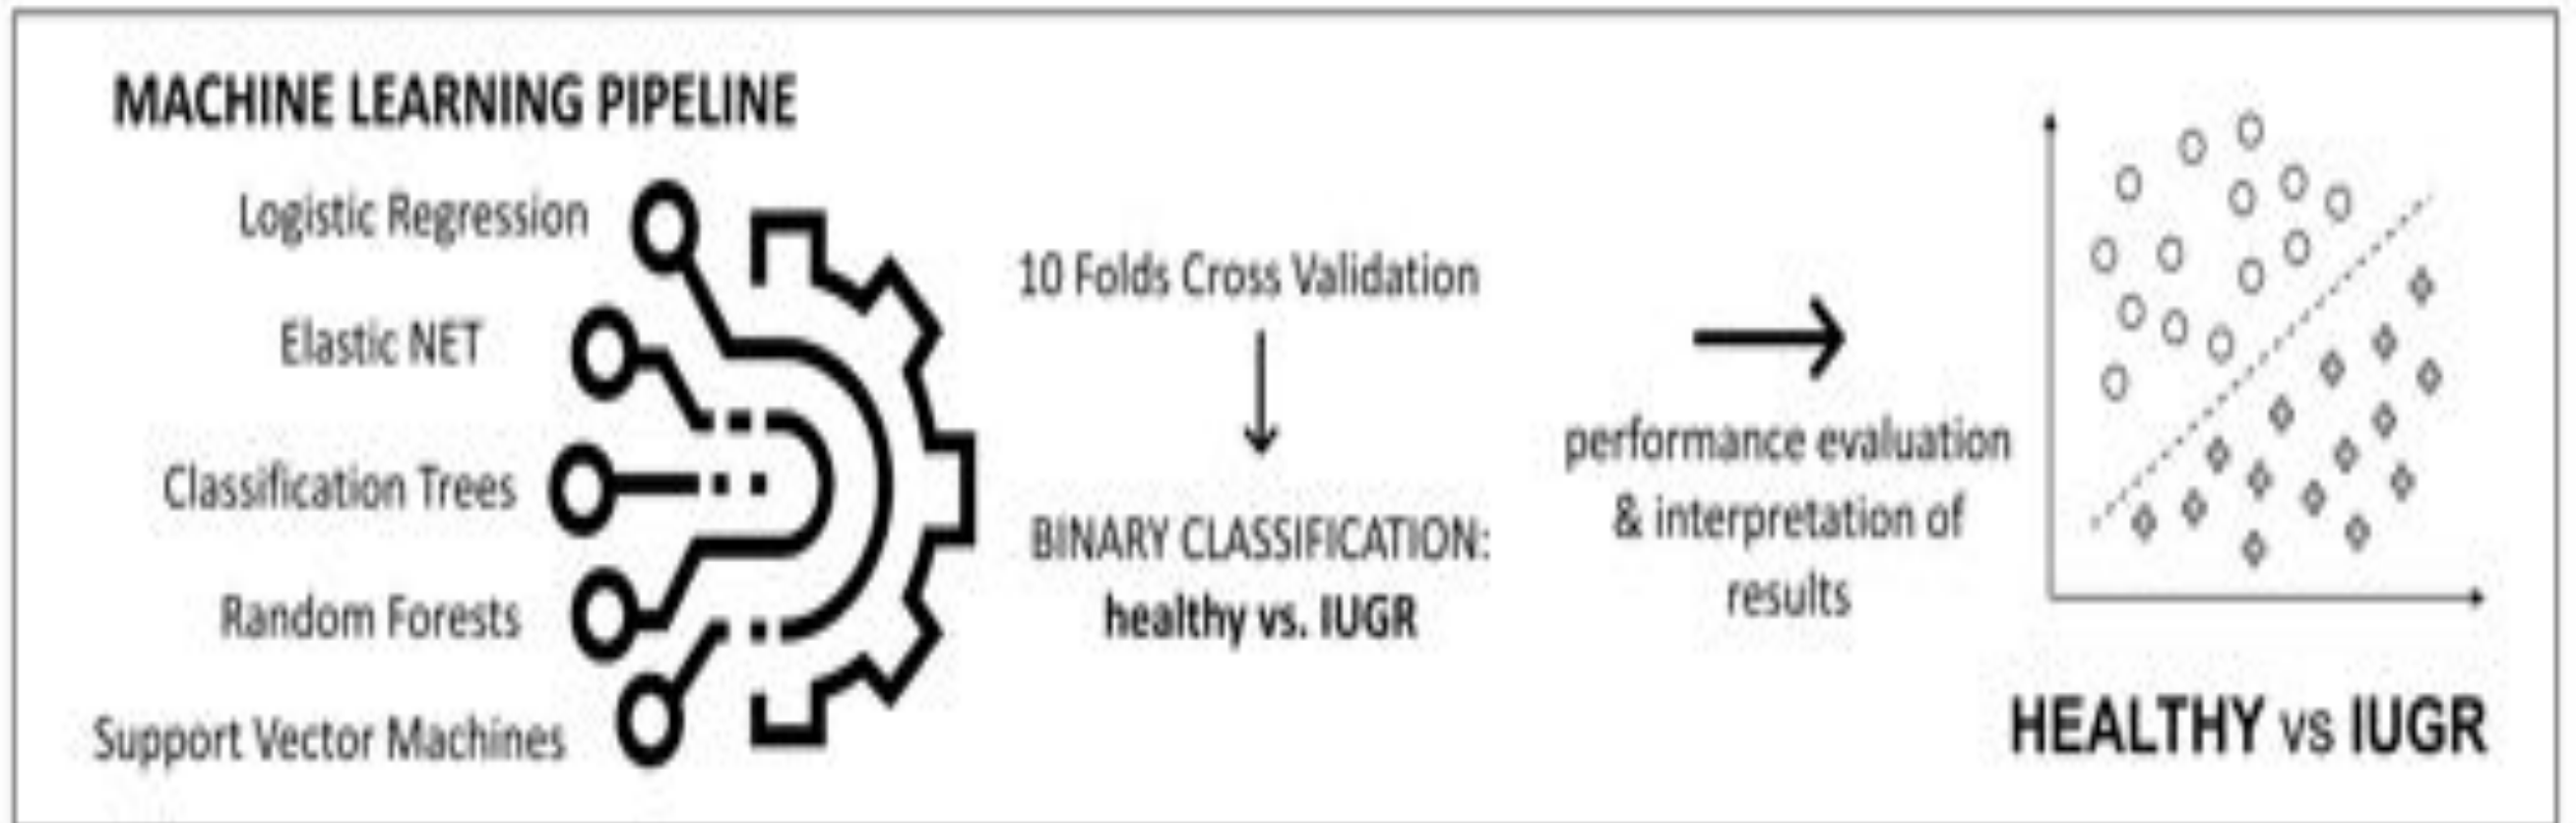 MACHINE LEARNING PIPELINE
Logistic Regression
Elastic NET
Classification Trees
Random Forests
Support Vector Machines
10 Folds Cross Validation
BINARY CLASSIFICATION:
healthy vs. IUGR
performance evaluation
& interpretation of
results
HEALTHY vs IUGR